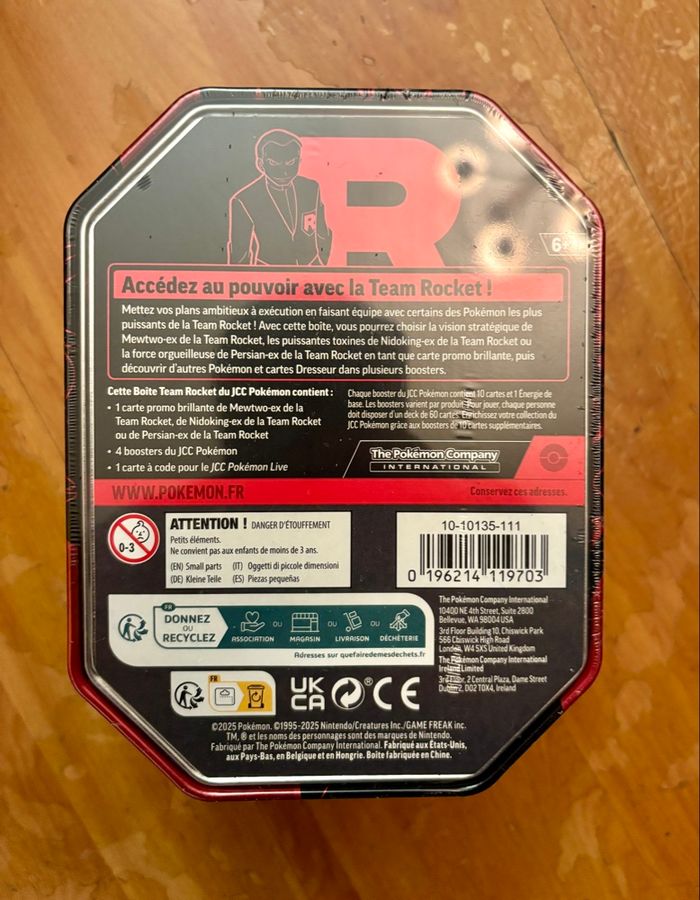 R
R
6+
Accédez au pouvoir avec la Team Rocket !
Mettez vos plans ambitieux à exécution en faisant équipe avec certains des Pokémon les plus
puissants de la Team Rocket ! Avec cette boîte, vous pourrez choisir la vision stratégique de
Mewtwo-ex de la Team Rocket, les puissantes toxines de Nidoking-ex de la Team Rocket ou
la force orgueilleuse de Persian-ex de la Team Rocket en tant que carte promo brillante, puis
découvrir d'autres Pokémon et cartes Dresseur dans plusieurs boosters.
Cette Boîte Team Rocket du JCC Pokémon contient :
• 1 carte promo brillante de Mewtwo-ex de la
Team Rocket, de Nidoking-ex de la Team Rocket
ou de Persian-ex de la Team Rocket
• 4 boosters du JCC Pokémon
• 1 carte à code pour le JCC Pokémon Live
Chaque booster du JCC Pokémon contient 10 cartes et 1 Énergie de
base. Les boosters varient par produit. Pour jouer, chaque personne
doit disposer d'un deck de 60 cartes. Enrichissez votre collection du
JCC Pokémon grâce aux boosters de 10 cartes supplémentaires.
The Pokémon Company
INTERNATIONAL
WWW.POKEMON.FR
Conservez ces adresses.
0-3
ATTENTION ! DANGER D'ÉTOUFFEMENT
Petits éléments.
Ne convient pas aux enfants de moins de 3 ans.
(EN) Small parts (IT) Oggetti di piccole dimensioni
(DE) Kleine Teile (ES) Piezas pequeñas
10-10135-111
0 196214 119703
FR
DONNEZ
OU
RECYCLEZ
ASSOCIATION
OU
MAGASIN
OU
LIVRAISON
OU
DÉCHÈTERIE
Adresses sur quefairedemesdechets.fr
The Pokémon Company International
10400 NE 4th Street, Suite 2800
Bellevue, WA 98004 USA
3rd Floor Building 10, Chiswick Park
566 Chiswick High Road
London, W4 5XS United Kingdom
The Pokémon Company International
Ireland Limited
3rd Floor, 2 Central Plaza, Dame Street
Dublin 2, D02 T0X4, Ireland
FR
UK
CA
®
CE
©2025 Pokémon. ©1995-2025 Nintendo/Creatures Inc./GAME FREAK inc.
TM, ® et les noms des personnages sont des marques de Nintendo.
Fabriqué par The Pokémon Company International. Fabriqué aux États-Unis,
aux Pays-Bas, en Belgique et en Hongrie. Boîte fabriquée en Chine.